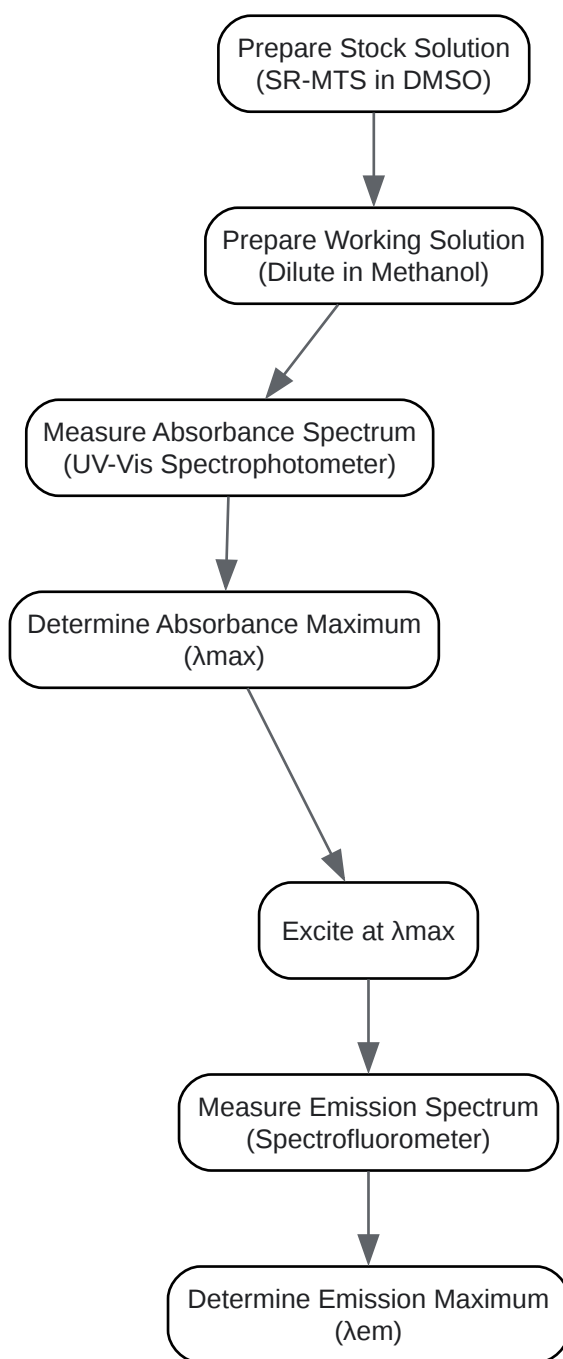 Prepare Stock Solution
(SR-MTS in DMSO)
Prepare Working Solution
(Dilute in Methanol)
Measure Absorbance Spectrum
(UV-Vis Spectrophotometer)
Determine Absorbance Maximum
(λmax)
Excite at λmax
Measure Emission Spectrum
(Spectrofluorometer)
Determine Emission Maximum
(λem)